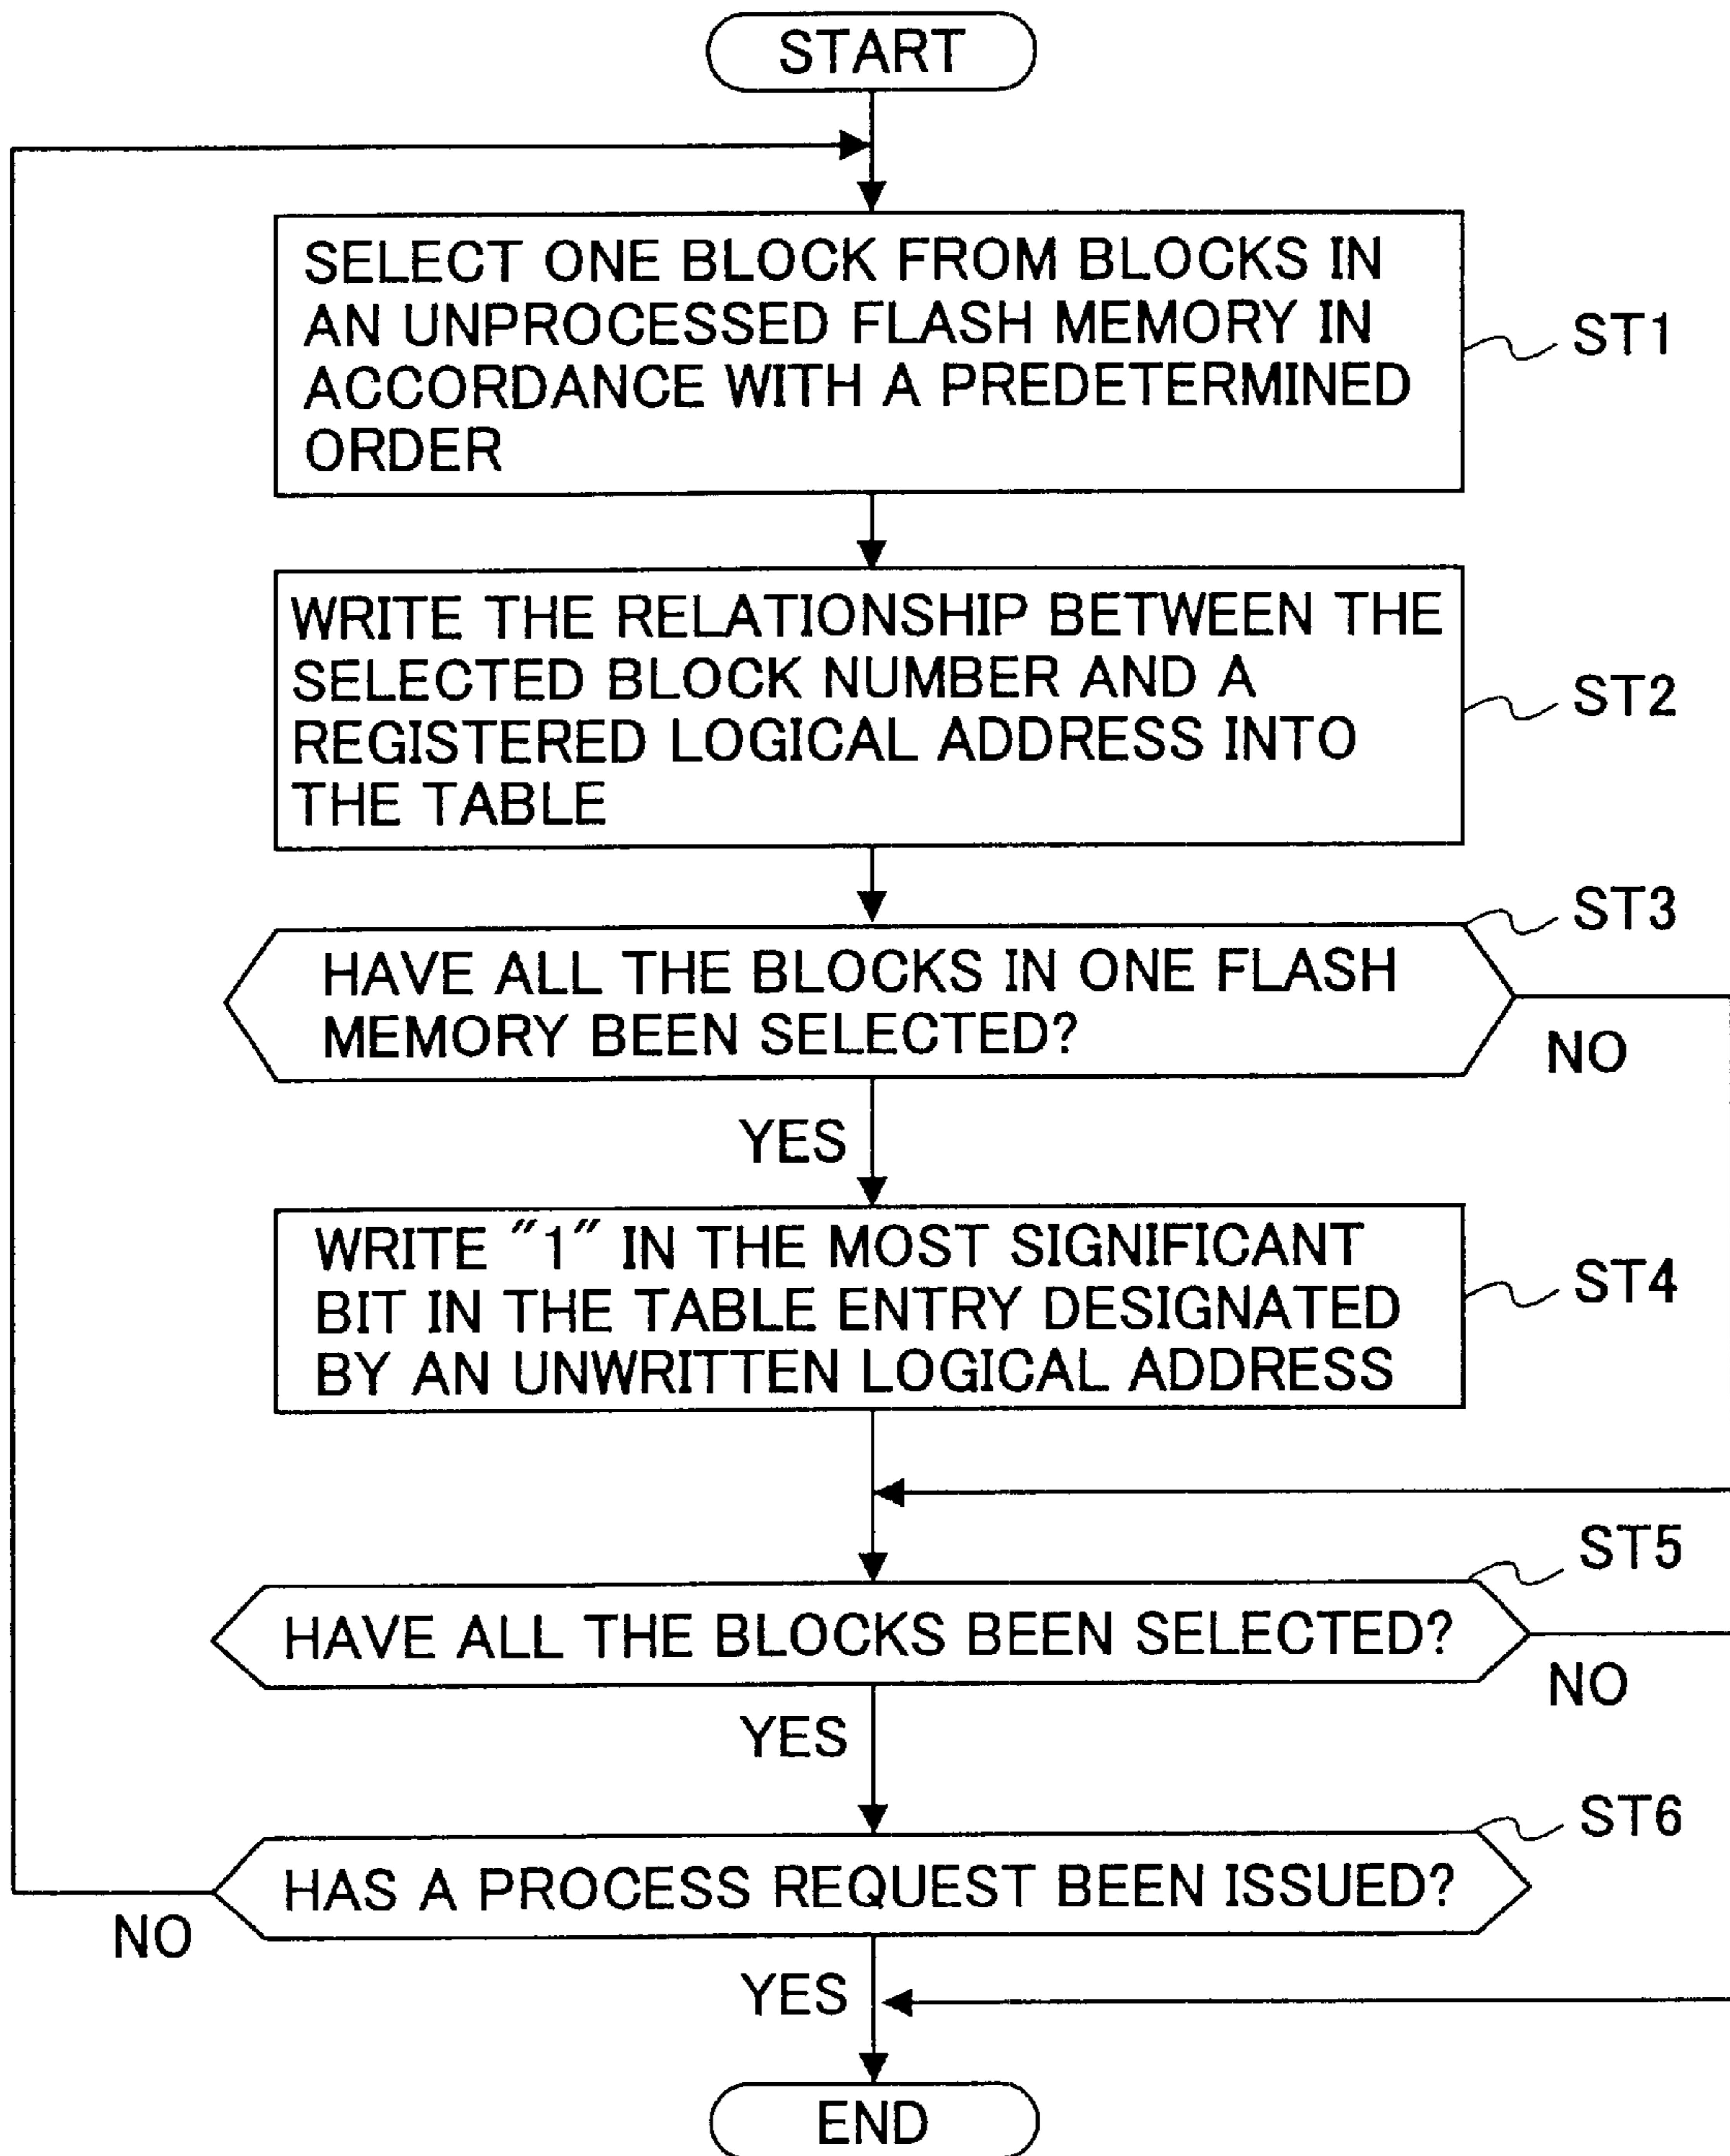 START
SELECT ONE BLOCK FROM BLOCKS IN
AN UNPROCESSED FLASH MEMORY IN
ACCORDANCE WITH A PREDETERMINED
ORDER
ST1
WRITE THE RELATIONSHIP BETWEEN THE
SELECTED BLOCK NUMBER AND A
REGISTERED LOGICAL ADDRESS INTO
THE TABLE
ST2
ST3
HAVE ALL THE BLOCKS IN ONE FLASH
MEMORY BEEN SELECTED?
NO
YES
WRITE "1" IN THE MOST SIGNIFICANT
BIT IN THE TABLE ENTRY DESIGNATED
BY AN UNWRITTEN LOGICAL ADDRESS
ST4
ST5
HAVE ALL THE BLOCKS BEEN SELECTED?
NO
YES
ST6
HAS A PROCESS REQUEST BEEN ISSUED?
NO
YES
END